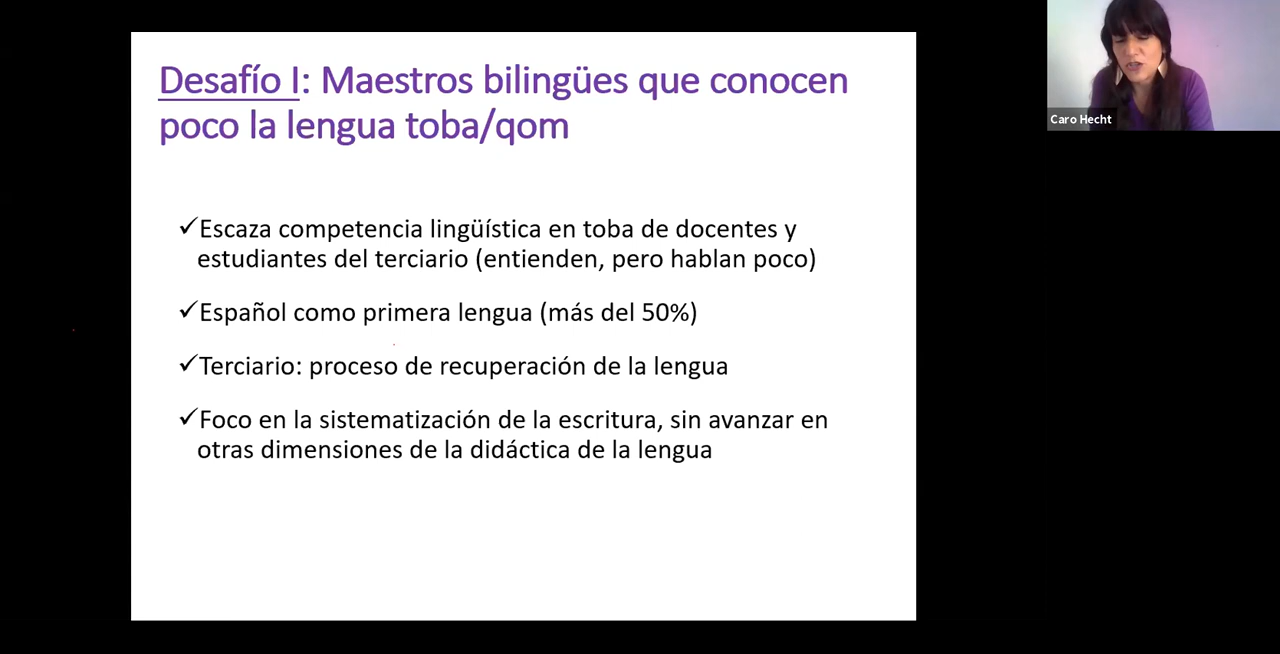 Desafío I: Maestros bilingües que conocen
poco la lengua toba/qom
✓Escaza competencia lingüística en toba de docentes y
estudiantes del terciario (entienden, pero hablan poco)
✓Español como primera lengua (más del 50%)
✓Terciario: proceso de recuperación de la lengua
✓Foco en la sistematización de la escritura, sin avanzar en
otras dimensiones de la didáctica de la lengua
Caro Hecht